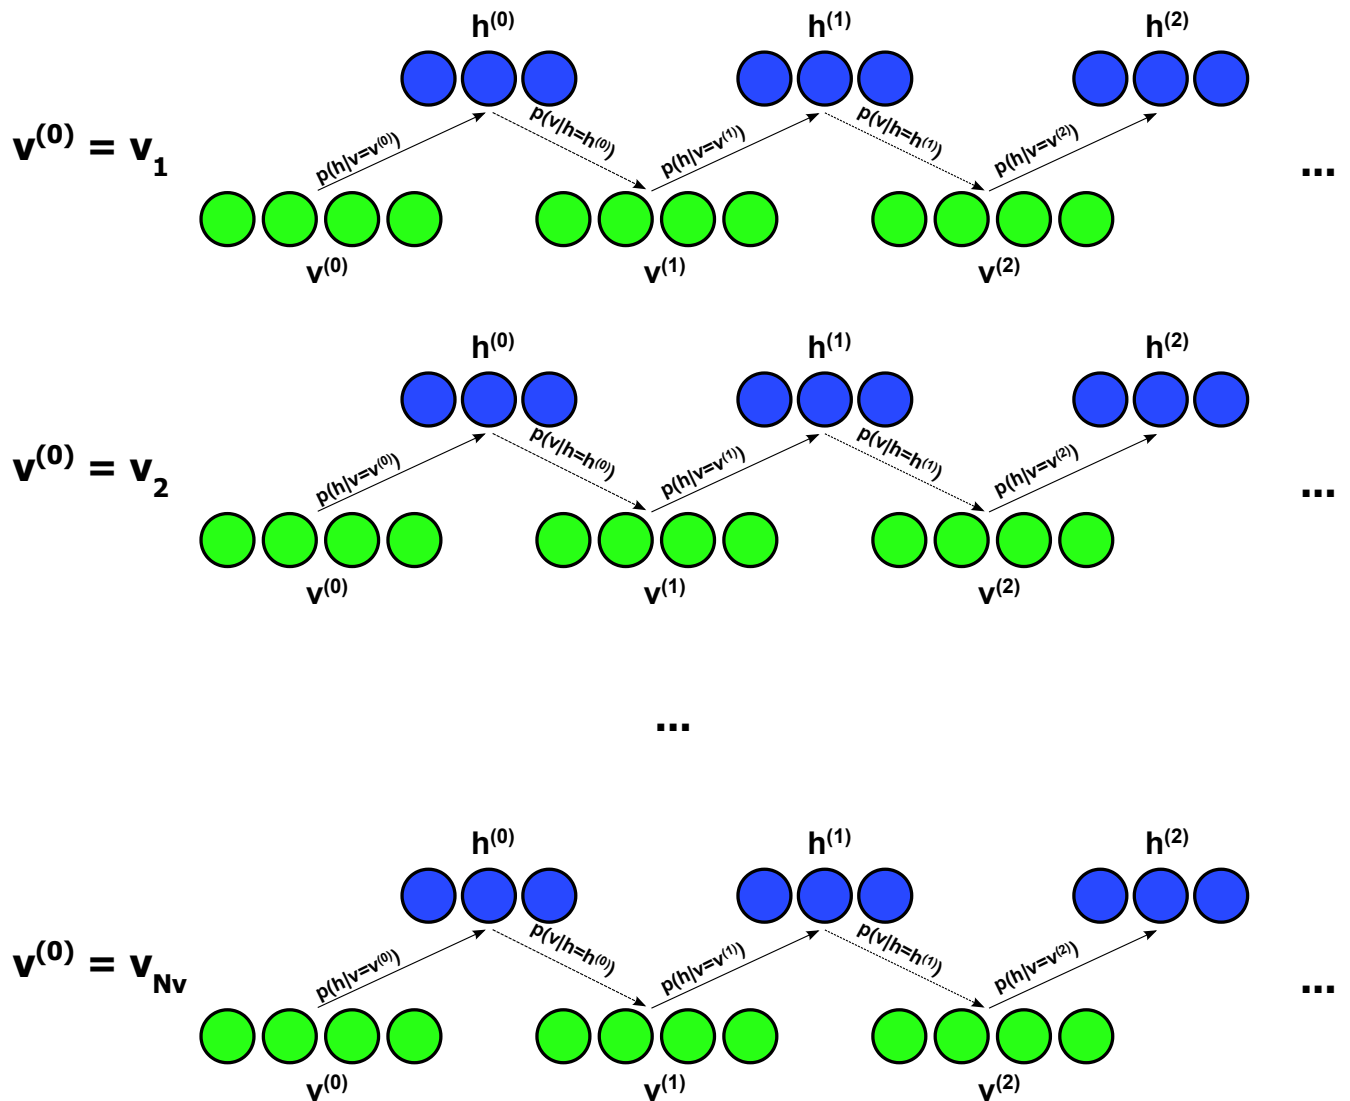 h(0) h(1) h(2)
v(0) = v1
p(h|v=v(0)) p(v|h=h(0)) p(h|v=v(1)) p(v|h=h(1)) p(h|v=v(2))
...
v(0) v(1) v(2)
h(0) h(1) h(2)
v(0) = v2
p(h|v=v(0)) p(v|h=h(0)) p(h|v=v(1)) p(v|h=h(1)) p(h|v=v(2))
...
v(0) v(1) v(2)
...
h(0) h(1) h(2)
v(0) = vNv
p(h|v=v(0)) p(v|h=h(0)) p(h|v=v(1)) p(v|h=h(1)) p(h|v=v(2))
...
v(0) v(1) v(2)